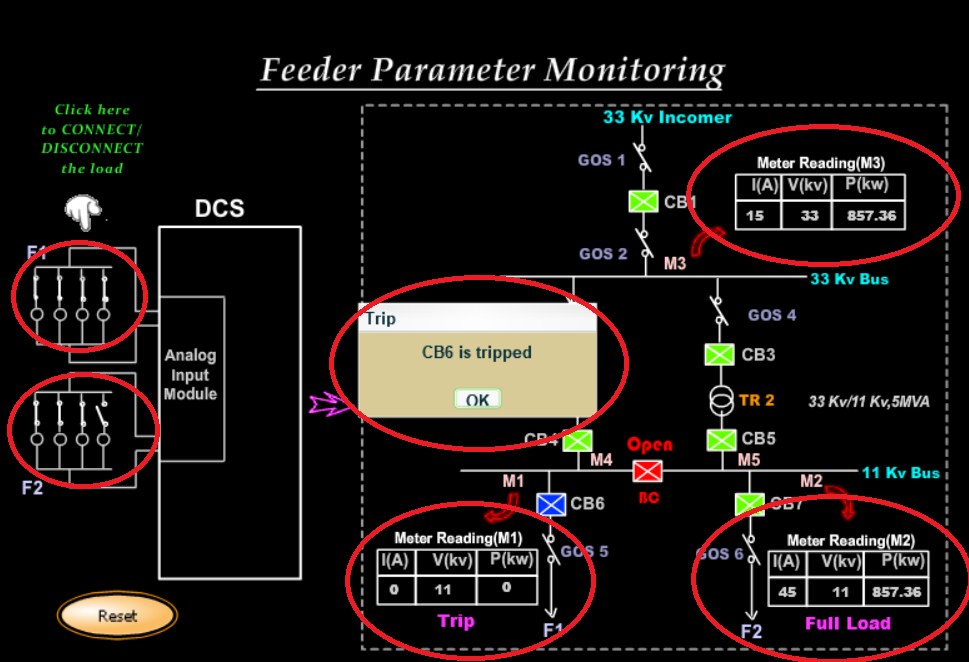 Feeder Parameter Monitoring
Click here
to CONNECT/
DISCONNECT
the load
33 Kv Incomer
GOS 1
Meter Reading(M3)
I(A) V(kv) P(kw)
15 33 857.36
CB1
DCS
GOS 2
M3
F1
33 Kv Bus
Trip
CB6 is tripped
OK
GOS 4
CB3
Analog
Input
Module
TR 2
33 Kv/11 Kv,5MVA
CB4
CB5
Open
M4
M5
BC
11 Kv Bus
F2
M1
M2
CB6
CB7
Meter Reading(M1)
I(A) V(kv) P(kw)
0 11 0
GOS 5
GOS 6
Meter Reading(M2)
I(A) V(kv) P(kw)
45 11 857.36
Reset
Trip
F1
F2
Full Load